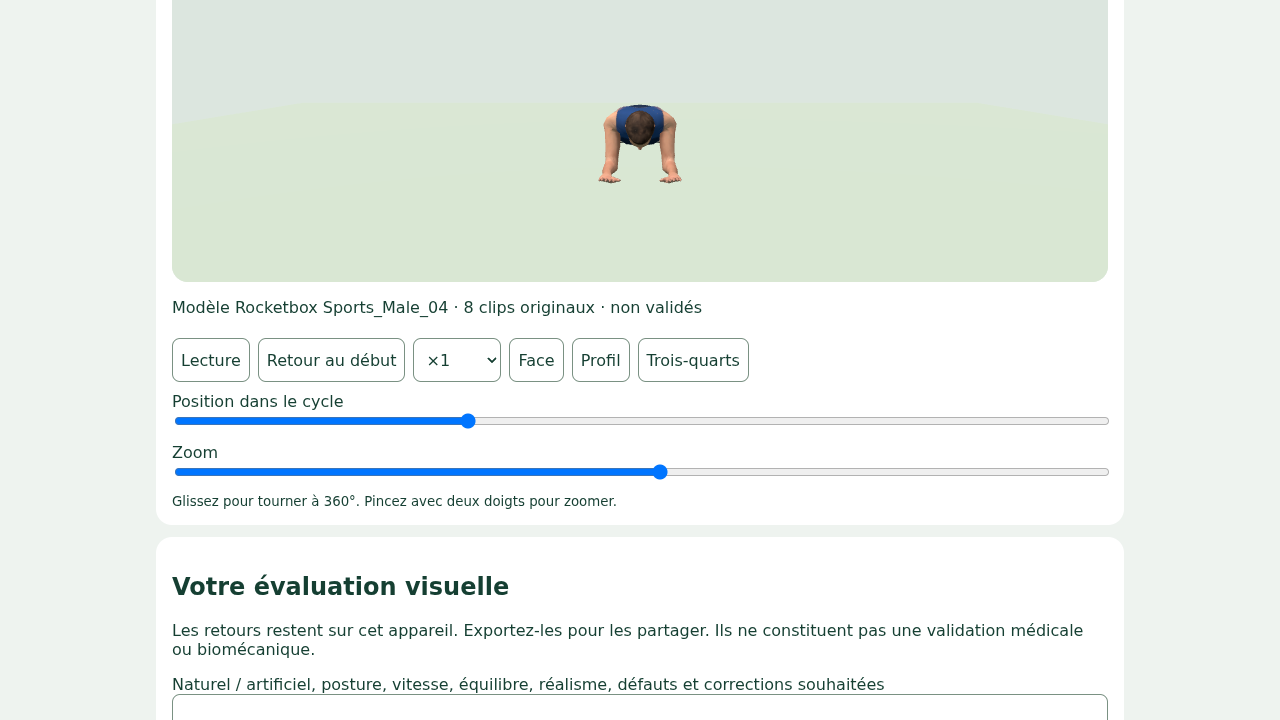 Modèle Rocketbox Sports_Male_04 · 8 clips originaux · non validés
Lecture
Retour au début
×1
Face
Profil
Trois-quarts
Position dans le cycle
Zoom
Glissez pour tourner à 360°. Pincez avec deux doigts pour zoomer.
Votre évaluation visuelle
Les retours restent sur cet appareil. Exportez-les pour les partager. Ils ne constituent pas une validation médicale
ou biomécanique.
Naturel / artificiel, posture, vitesse, équilibre, réalisme, défauts et corrections souhaitées